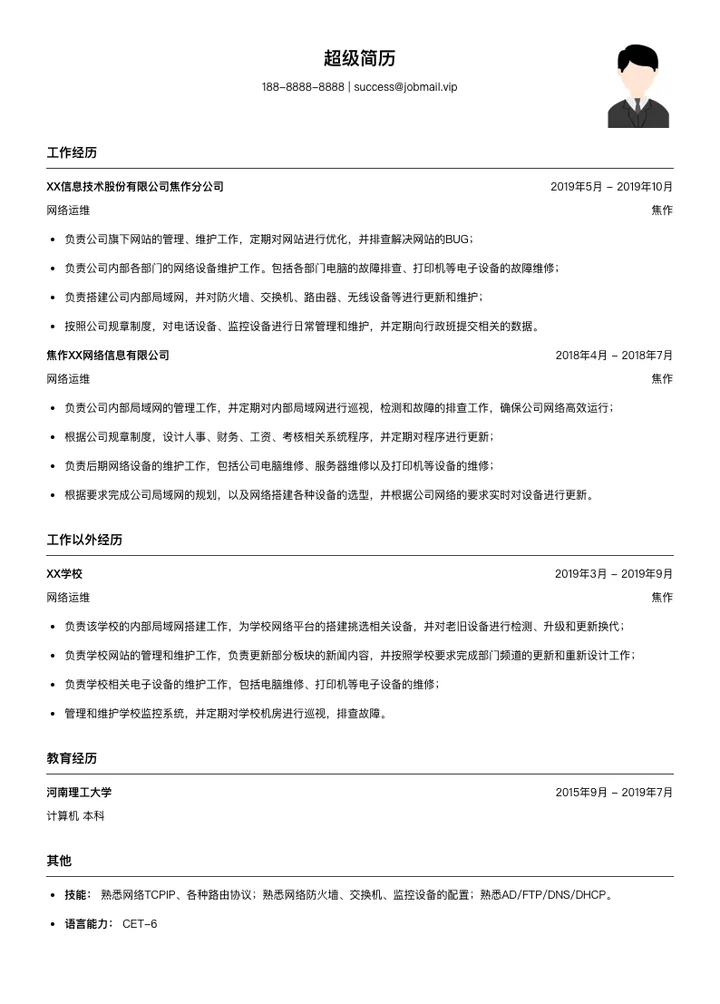 超级简历
188-8888-8888 | success@jobmail.vip
工作经历
XX信息技术股份有限公司焦作分公司 2019年5月 - 2019年10月
网络运维 焦作
• 负责公司旗下网站的管理、维护工作，定期对网站进行优化，并排查解决网站的BUG；
• 负责公司内部各部门的网络设备维护工作。包括各部门电脑的故障排查、打印机等电子设备的故障维修；
• 负责搭建公司内部局域网，并对防火墙、交换机、路由器、无线设备等进行更新和维护；
• 按照公司规章制度，对电话设备、监控设备进行日常管理和维护，并定期向行政班提交相关的数据。
焦作XX网络信息有限公司 2018年4月 - 2018年7月
网络运维 焦作
• 负责公司内部局域网的管理工作，并定期对内部局域网进行巡视，检测和故障的排查工作，确保公司网络高效运行；
• 根据公司规章制度，设计人事、财务、工资、考核相关系统程序，并定期对程序进行更新；
• 负责后期网络设备的维护工作，包括公司电脑维修、服务器维修以及打印机等设备的维修；
• 根据要求完成公司局域网的规划，以及网络搭建各种设备的选型，并根据公司网络的要求实时对设备进行更新。
工作以外经历
XX学校 2019年3月 - 2019年9月
网络运维 焦作
• 负责该学校的内部局域网搭建工作，为学校网络平台的搭建挑选相关设备，并对老旧设备进行检测、升级和更新换代；
• 负责学校网站的管理和维护工作，负责更新部分板块的新闻内容，并按照学校要求完成部门频道的更新和重新设计工作；
• 负责学校相关电子设备的维护工作，包括电脑维修、打印机等电子设备的维修；
• 管理和维护学校监控系统，并定期对学校机房进行巡视，排查故障。
教育经历
河南理工大学 2015年9月 - 2019年7月
计算机 本科
其他
• 技能： 熟悉网络TCPIP、各种路由协议；熟悉网络防火墙、交换机、监控设备的配置；熟悉AD/FTP/DNS/DHCP。
• 语言能力： CET-6